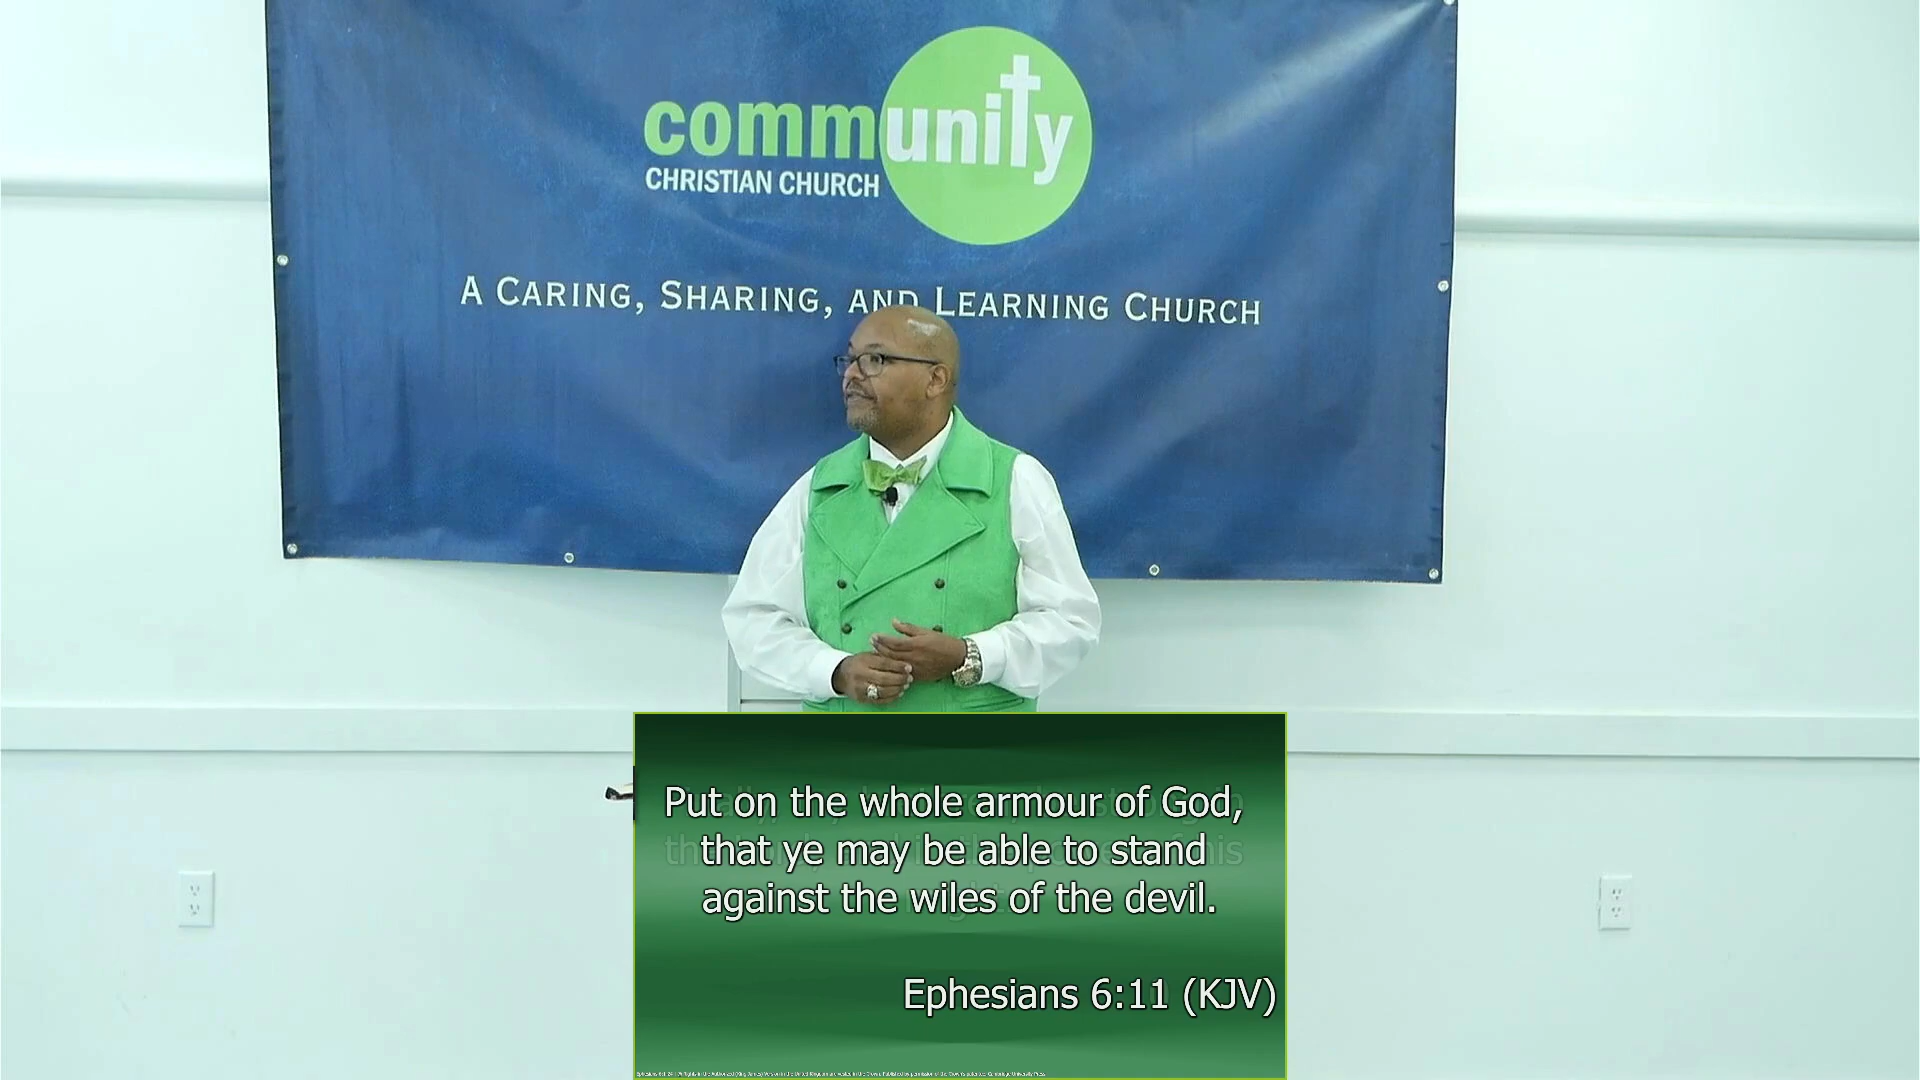 community
CHRISTIAN CHURCH
A CARING, SHARING, AND LEARNING CHURCH
Put on the whole armour of God,
that ye may be able to stand
against the wiles of the devil.
Ephesians 6:11 (KJV)